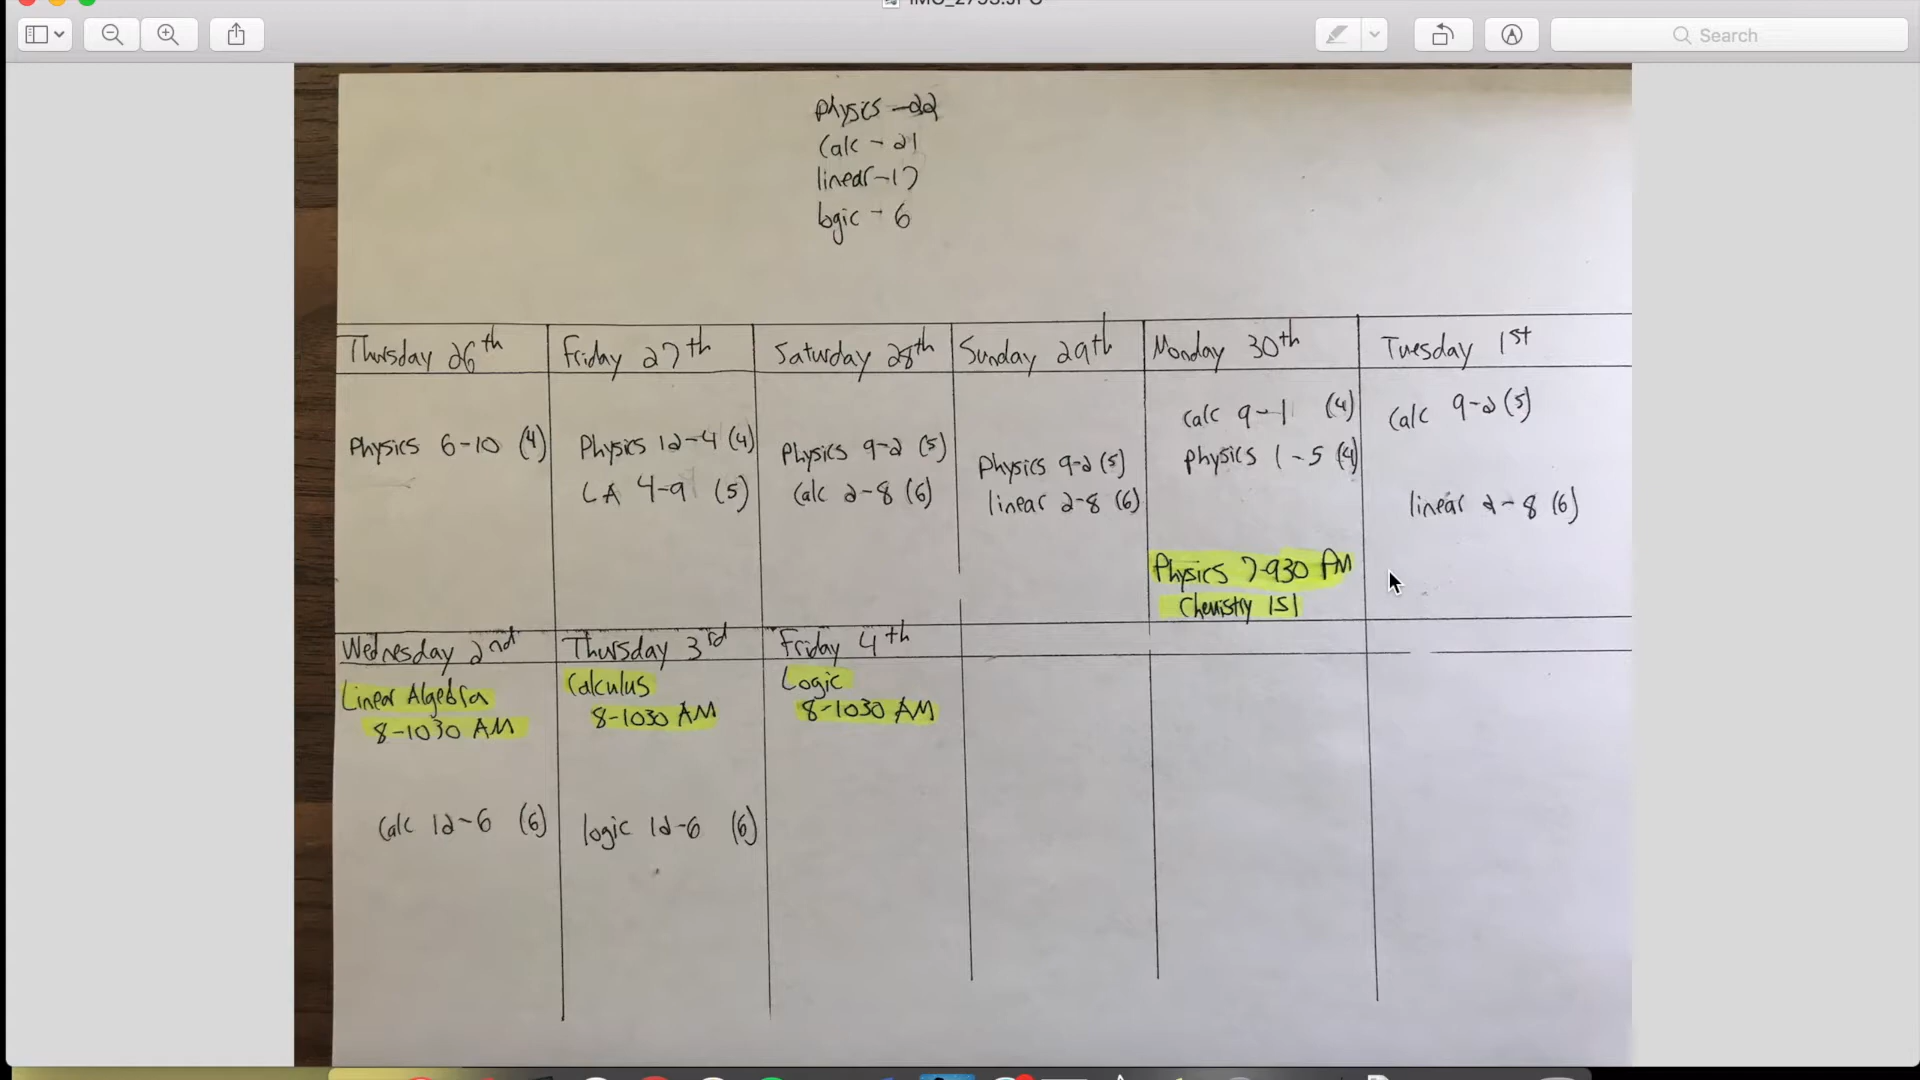 Search
Physics - 22
Calc - 21
linear - 17
logic - 6
Thursday 26th
Friday 27th
Saturday 28th
Sunday 29th
Monday 30th
Tuesday 1st
Physics 6-10 (4)
Physics 12-4 (4)
LA 4-9 (5)
Physics 9-2 (5)
Calc 2-8 (6)
Physics 9-2 (5)
linear 2-8 (6)
Calc 9-1 (4)
physics 1-5 (4)
Physics 7-930 PM
Chemistry 151
Calc 9-2 (5)
linear 2-8 (6)
Wednesday 2nd
Thursday 3rd
Friday 4th
Linear Algebra
8-1030 AM
Calculus
8-1030 AM
Logic
8-1030 AM
Calc 12-6 (6)
logic 12-6 (6)